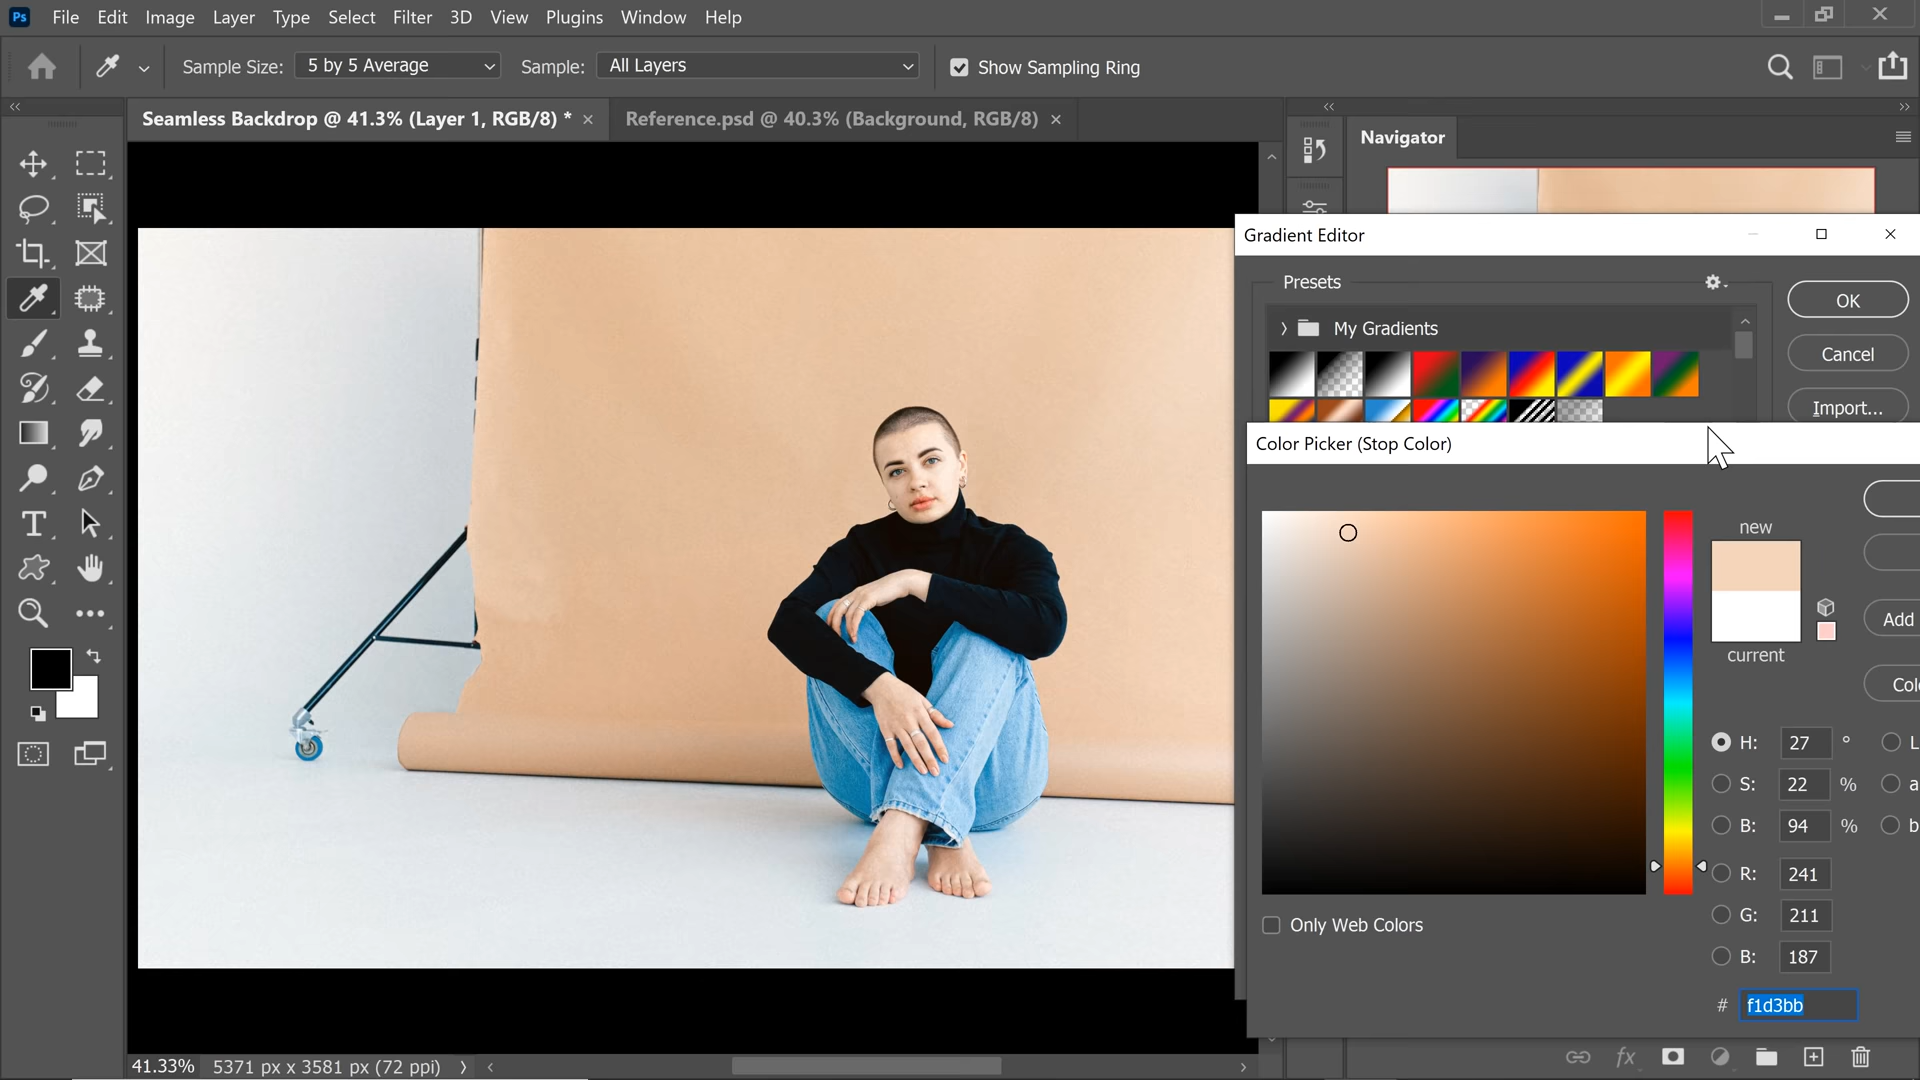 Ps File Edit Image Layer Type Select Filter 3D View Plugins Window Help
Sample Size: 5 by 5 Average Sample: All Layers Show Sampling Ring
Seamless Backdrop @ 41.3% (Layer 1, RGB/8) * Reference.psd @ 40.3% (Background, RGB/8)
Navigator
Gradient Editor
Presets
OK
My Gradients
Cancel
Import...
Color Picker (Stop Color)
new
Add
current
Colo
H: 27 ° L
S: 22 % a
B: 94 % b
R: 241
G: 211
Only Web Colors
B: 187
# f1d3bb
41.33% 5371 px x 3581 px (72 ppi)
fx